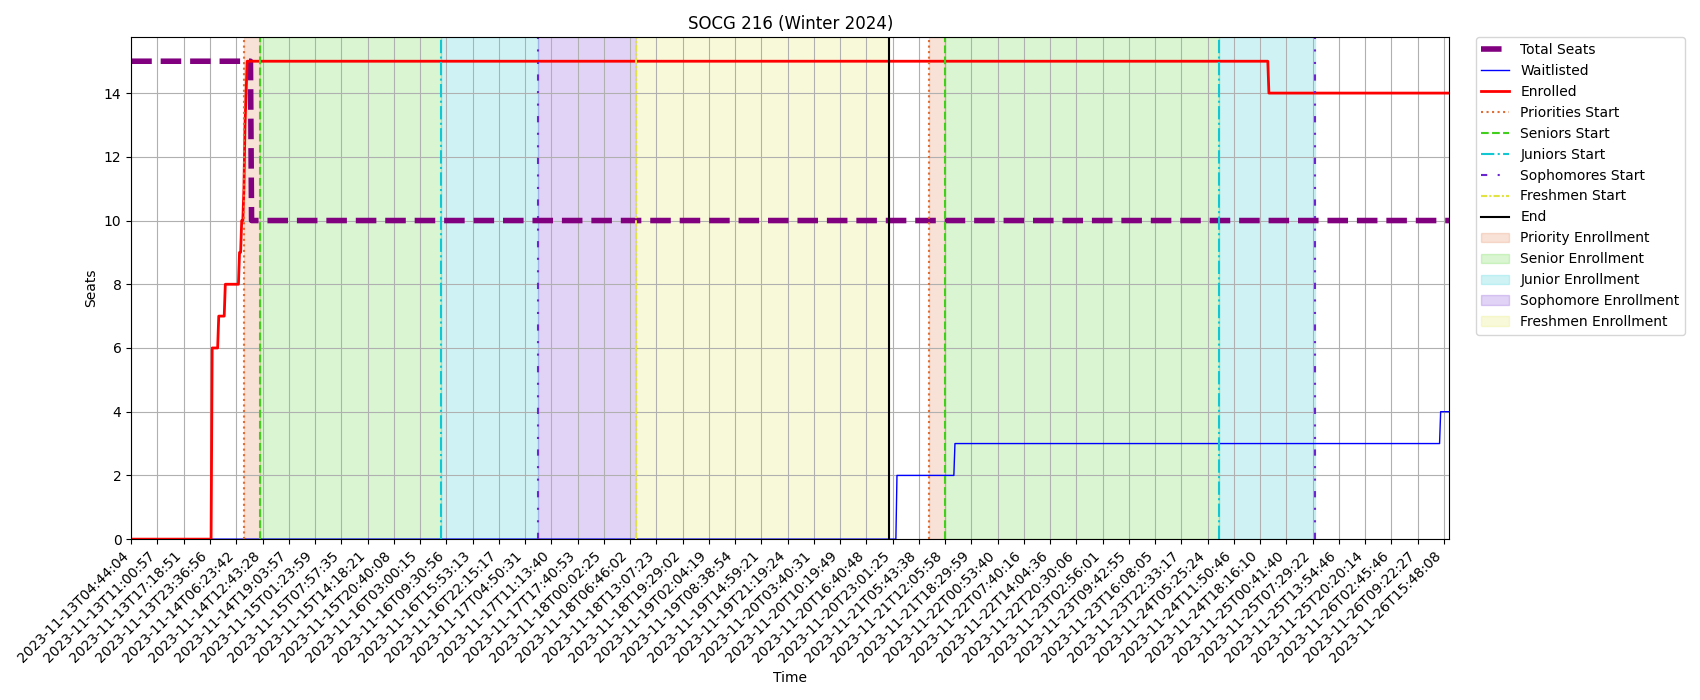 SOCG 216 (Winter 2024)
Seats
14
12
10
8
6
4
2
0
2023-11-13T04:44:04
2023-11-13T11:00:57
2023-11-13T17:18:51
2023-11-13T23:36:56
2023-11-14T06:23:42
2023-11-14T12:43:28
2023-11-14T19:03:57
2023-11-15T01:23:59
2023-11-15T07:57:35
2023-11-15T14:18:21
2023-11-15T20:40:08
2023-11-16T03:00:15
2023-11-16T09:30:56
2023-11-16T15:53:13
2023-11-16T22:15:17
2023-11-17T04:50:31
2023-11-17T11:13:40
2023-11-17T17:40:53
2023-11-18T00:02:25
2023-11-18T06:46:02
2023-11-18T13:07:23
2023-11-18T19:29:02
2023-11-19T02:04:19
2023-11-19T08:38:54
2023-11-19T14:59:21
2023-11-19T21:19:24
2023-11-20T03:40:31
2023-11-20T10:19:49
2023-11-20T16:40:48
2023-11-20T23:01:25
2023-11-21T05:43:38
2023-11-21T12:05:58
2023-11-21T18:29:59
2023-11-22T00:53:40
2023-11-22T07:40:16
2023-11-22T14:04:36
2023-11-22T20:30:06
2023-11-23T02:56:01
2023-11-23T09:42:55
2023-11-23T16:08:05
2023-11-23T22:33:17
2023-11-24T05:25:24
2023-11-24T11:50:46
2023-11-24T18:16:10
2023-11-25T00:41:40
2023-11-25T07:29:22
2023-11-25T13:54:46
2023-11-25T20:20:14
2023-11-26T02:45:46
2023-11-26T09:22:27
2023-11-26T15:48:08
Time
Total Seats
Waitlisted
Enrolled
Priorities Start
Seniors Start
Juniors Start
Sophomores Start
Freshmen Start
End
Priority Enrollment
Senior Enrollment
Junior Enrollment
Sophomore Enrollment
Freshmen Enrollment